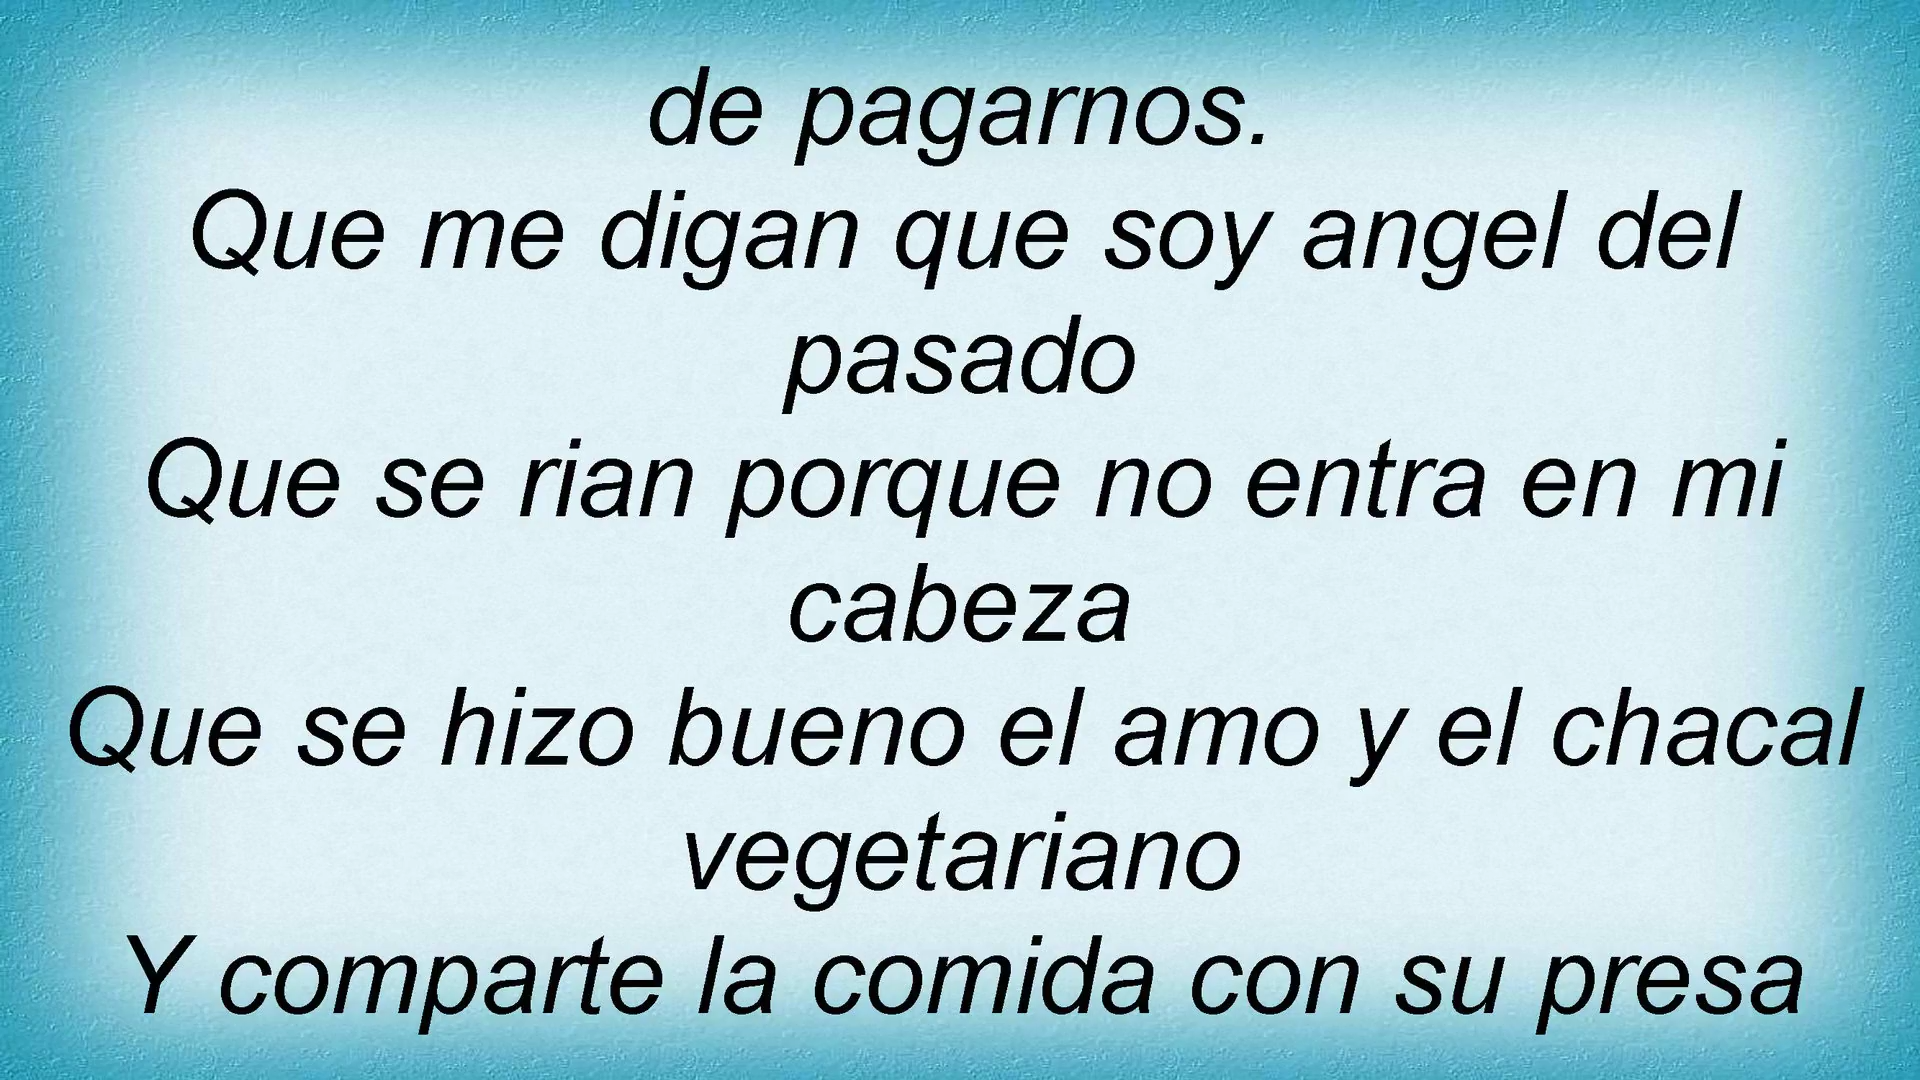 de pagarnos.
Que me digan que soy angel del
pasado
Que se rian porque no entra en mi
cabeza
Que se hizo bueno el amo y el chacal
vegetariano
Y comparte la comida con su presa